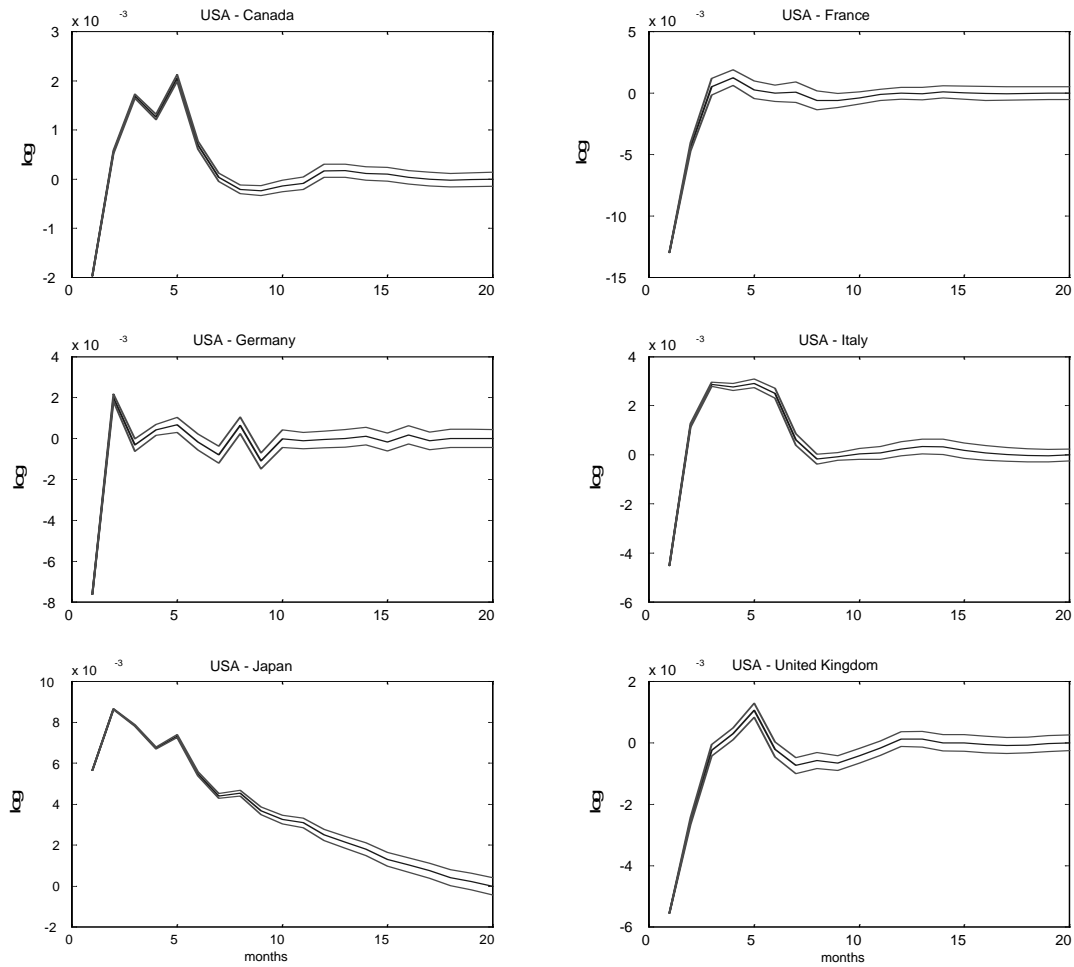 x 10 -3
USA - Canada
3
2
1
0
-1
-2
log
0 5 10 15 20
x 10 -3
USA - France
5
0
-5
-10
-15
log
0 5 10 15 20
x 10 -3
USA - Germany
4
2
0
-2
-4
-6
-8
log
0 5 10 15 20
x 10 -3
USA - Italy
4
2
0
-2
-4
-6
log
0 5 10 15 20
x 10 -3
USA - Japan
10
8
6
4
2
0
-2
log
0 5 10 15 20
months
x 10 -3
USA - United Kingdom
2
0
-2
-4
-6
log
0 5 10 15 20
months